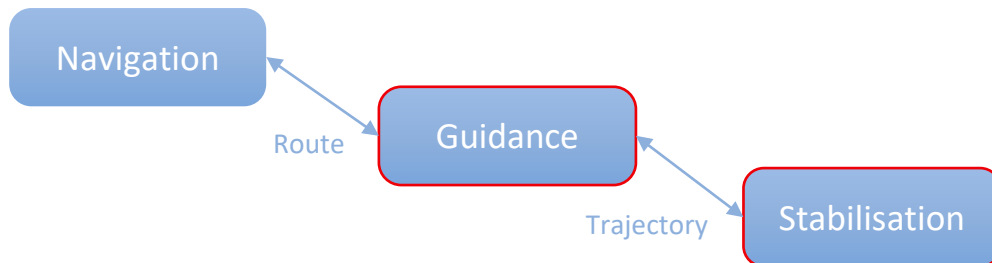 Navigation
Route
Guidance
Trajectory
Stabilisation